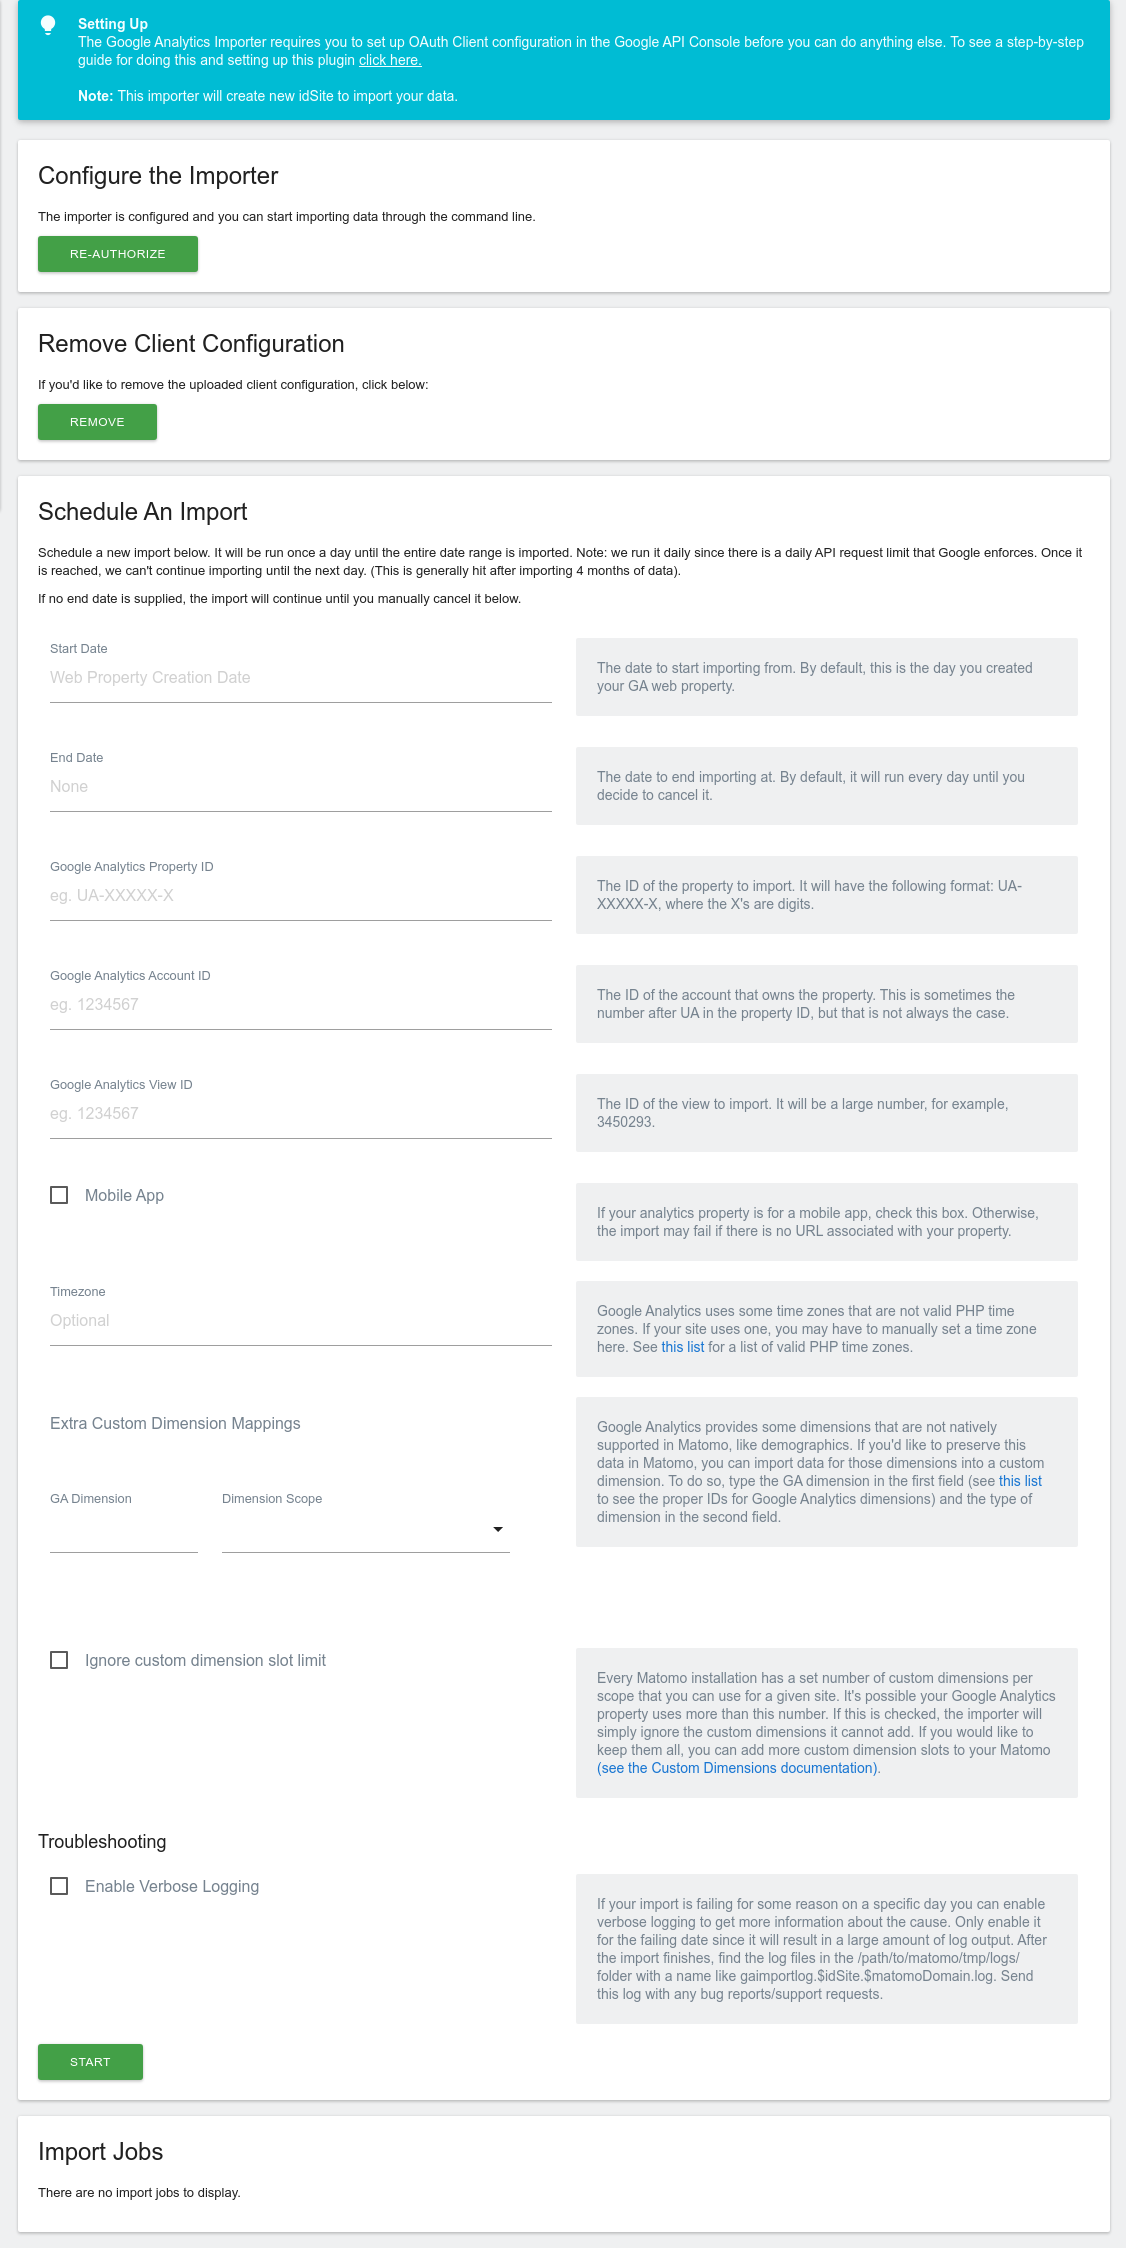 Setting Up
The Google Analytics Importer requires you to set up OAuth Client configuration in the Google API Console before you can do anything else. To see a step-by-step
guide for doing this and setting up this plugin click here.
Note: This importer will create new idSite to import your data.
Configure the Importer
The importer is configured and you can start importing data through the command line.
RE-AUTHORIZE
Remove Client Configuration
If you'd like to remove the uploaded client configuration, click below:
REMOVE
Schedule An Import
Schedule a new import below. It will be run once a day until the entire date range is imported. Note: we run it daily since there is a daily API request limit that Google enforces. Once it
is reached, we can't continue importing until the next day. (This is generally hit after importing 4 months of data).
If no end date is supplied, the import will continue until you manually cancel it below.
Start Date
Web Property Creation Date
The date to start importing from. By default, this is the day you created
your GA web property.
End Date
None
The date to end importing at. By default, it will run every day until you
decide to cancel it.
Google Analytics Property ID
eg. UA-XXXXX-X
The ID of the property to import. It will have the following format: UA-
XXXXX-X, where the X's are digits.
Google Analytics Account ID
eg. 1234567
The ID of the account that owns the property. This is sometimes the
number after UA in the property ID, but that is not always the case.
Google Analytics View ID
eg. 1234567
The ID of the view to import. It will be a large number, for example,
3450293.
Mobile App
If your analytics property is for a mobile app, check this box. Otherwise,
the import may fail if there is no URL associated with your property.
Timezone
Optional
Google Analytics uses some time zones that are not valid PHP time
zones. If your site uses one, you may have to manually set a time zone
here. See this list for a list of valid PHP time zones.
Extra Custom Dimension Mappings
GA Dimension
Dimension Scope
Google Analytics provides some dimensions that are not natively
supported in Matomo, like demographics. If you'd like to preserve this
data in Matomo, you can import data for those dimensions into a custom
dimension. To do so, type the GA dimension in the first field (see this list
to see the proper IDs for Google Analytics dimensions) and the type of
dimension in the second field.
Ignore custom dimension slot limit
Every Matomo installation has a set number of custom dimensions per
scope that you can use for a given site. It's possible your Google Analytics
property uses more than this number. If this is checked, the importer will
simply ignore the custom dimensions it cannot add. If you would like to
keep them all, you can add more custom dimension slots to your Matomo
(see the Custom Dimensions documentation).
Troubleshooting
Enable Verbose Logging
If your import is failing for some reason on a specific day you can enable
verbose logging to get more information about the cause. Only enable it
for the failing date since it will result in a large amount of log output. After
the import finishes, find the log files in the /path/to/matomo/tmp/logs/
folder with a name like gaimportlog.$idSite.$matomoDomain.log. Send
this log with any bug reports/support requests.
START
Import Jobs
There are no import jobs to display.